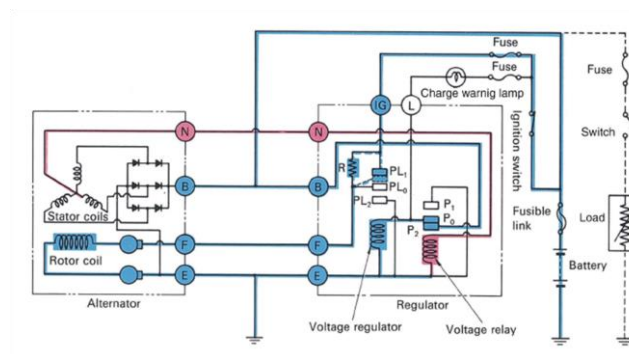 Fuse
Fuse
Fuse
Charge warnig lamp
IG
L
Ignition switch
Switch
N
N
R
PL1
PL0
PL2
B
B
P1
P0
P2
Stator coils
Fusible
link
Load
F
F
Rotor coil
Battery
E
E
Alternator
Regulator
Voltage regulator
Voltage relay